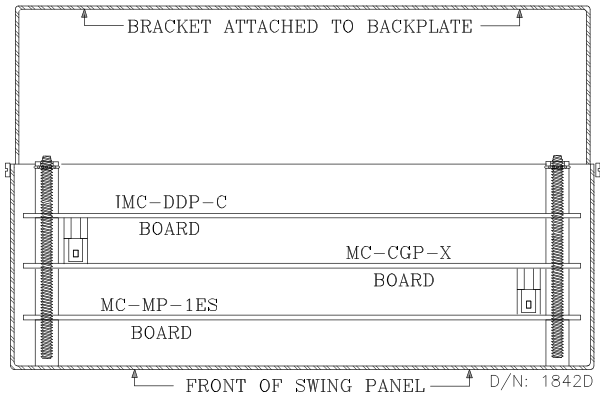 BRACKET ATTACHED TO BACKPLATE
IMC-DDP-C
BOARD
MC-CGP-X
BOARD
MC-MP-1ES
BOARD
FRONT OF SWING PANEL
D/N: 1842D